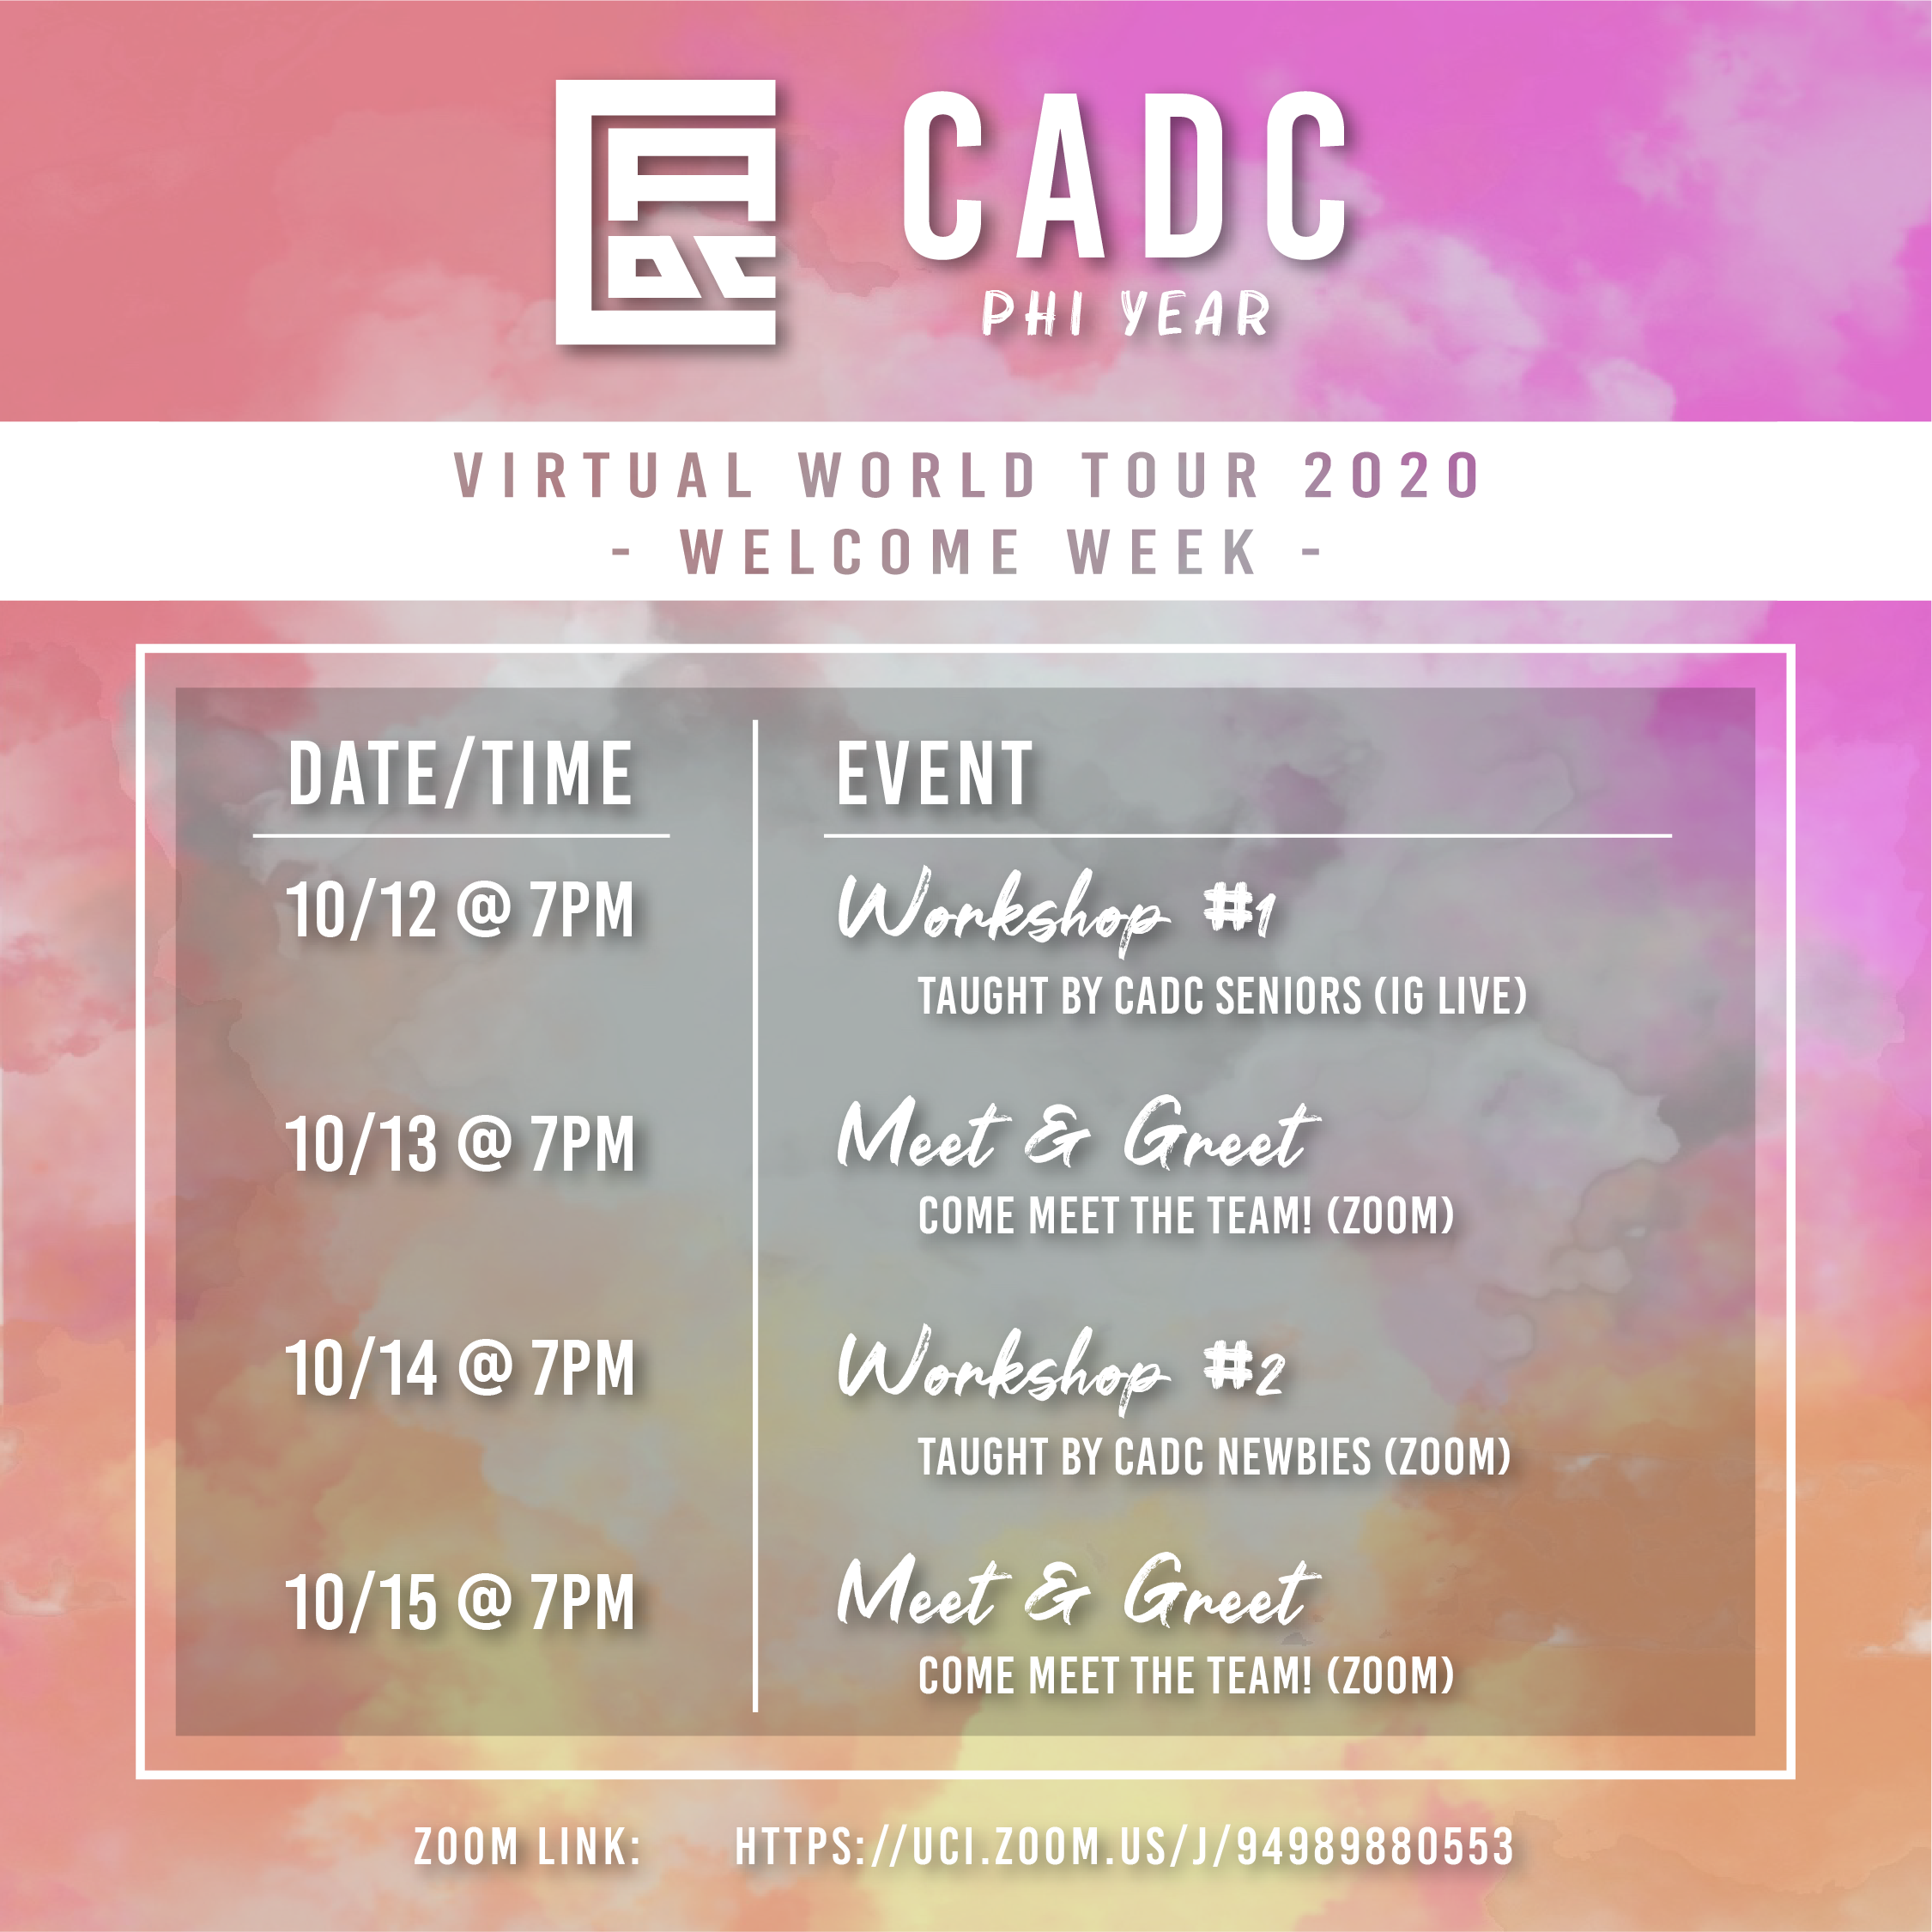 CADC
CADC
PHI YEAR
VIRTUAL WORLD TOUR 2020
- WELCOME WEEK -
DATE/TIME EVENT
10/12 @ 7PM Workshop #1
TAUGHT BY CADC SENIORS (IG LIVE)
10/13 @ 7PM Meet & Greet
COME MEET THE TEAM! (ZOOM)
10/14 @ 7PM Workshop #2
TAUGHT BY CADC NEWBIES (ZOOM)
10/15 @ 7PM Meet & Greet
COME MEET THE TEAM! (ZOOM)
ZOOM LINK: HTTPS://UCI.ZOOM.US/J/94989880553